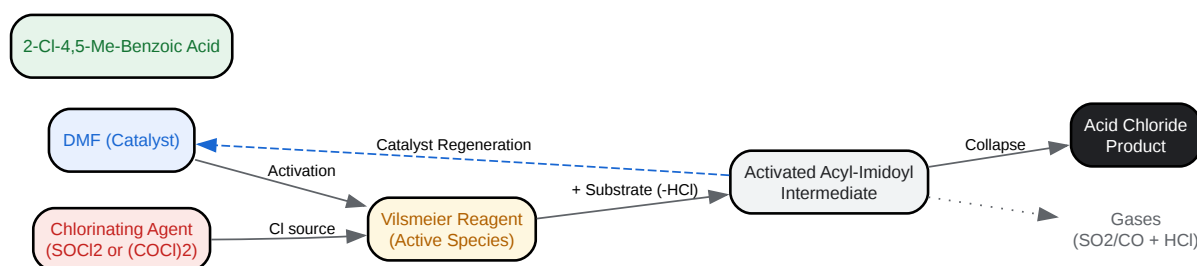 2-Cl-4,5-Me-Benzoic Acid
DMF (Catalyst)
Catalyst Regeneration
Activation
Chlorinating Agent
(SOCl2 or (COCl)2)
Cl source
Vilsmeier Reagent
(Active Species)
+ Substrate (-HCl)
Activated Acyl-Imidoyl
Intermediate
Collapse
Acid Chloride
Product
Gases
(SO2/CO + HCl)